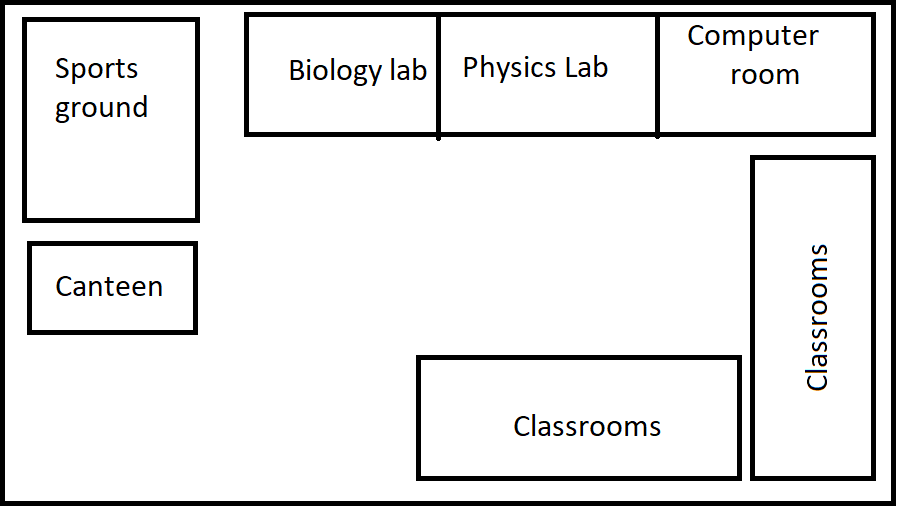 Sports
ground
Biology lab
Physics Lab
Computer
room
Canteen
Classrooms
Classrooms